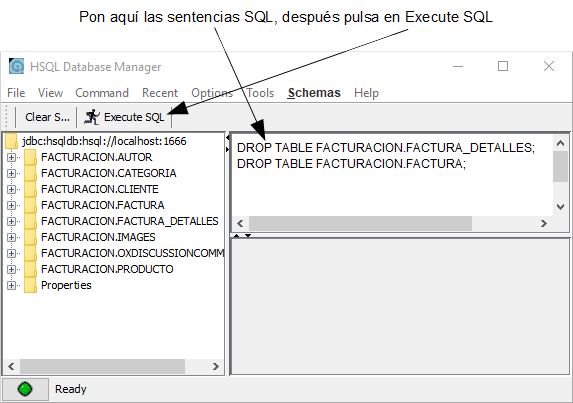 Pon aquí las sentencias SQL, después pulsa en Execute SQL
HSQL Database Manager
File View Command Recent Options Tools Schemas Help
Clear S... Execute SQL
jdbc:hsqldb:hsql://localhost:1666
FACTURACION.AUTOR
FACTURACION.CATEGORIA
FACTURACION.CLIENTE
FACTURACION.FACTURA
FACTURACION.FACTURA_DETALLES
FACTURACION.IMAGES
FACTURACION.OXDISCUSSIONCOMM
FACTURACION.PRODUCTO
Properties
DROP TABLE FACTURACION.FACTURA_DETALLES;
DROP TABLE FACTURACION.FACTURA;
Ready